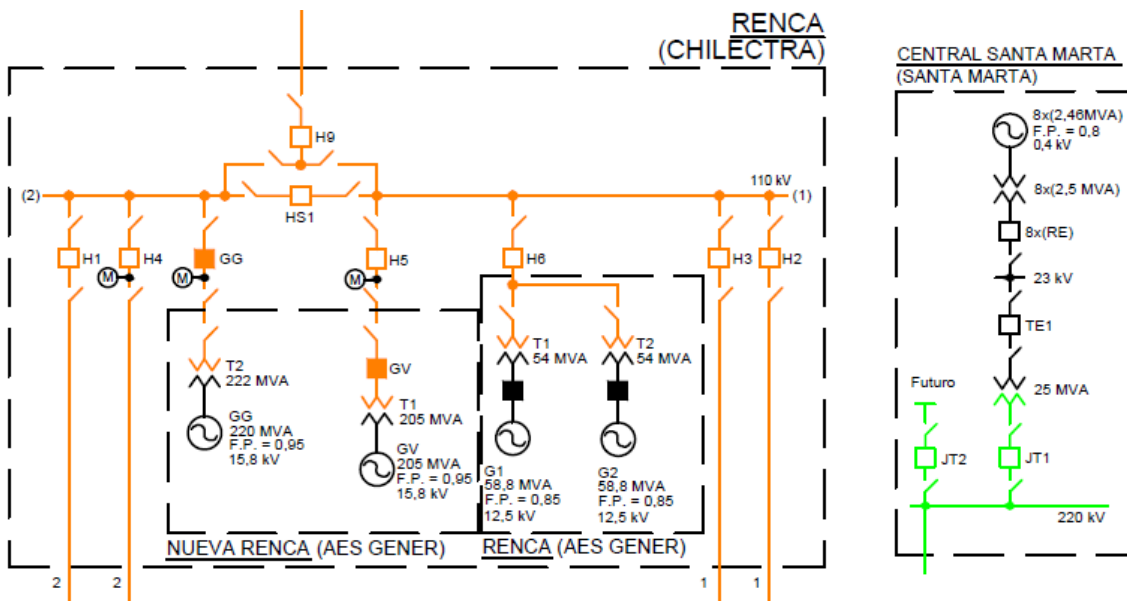 RENCA
(CHILECTRA)
H9
(2)
HS1
110 kV
(1)
H1
H4
GG
H5
H6
H3
H2
M
M
M
T2
222 MVA
GG
220 MVA
F.P. = 0,95
15,8 kV
GV
T1
205 MVA
GV
205 MVA
F.P. = 0,95
15,8 kV
T1
54 MVA
T2
54 MVA
G1
58,8 MVA
F.P. = 0,85
12,5 kV
G2
58,8 MVA
F.P. = 0,85
12,5 kV
NUEVA RENCA (AES GENER)
RENCA (AES GENER)
2
2
1
1
CENTRAL SANTA MARTA
(SANTA MARTA)
8x(2,46MVA)
F.P. = 0,8
0,4 kV
8x(2,5 MVA)
8x(RE)
23 kV
TE1
25 MVA
Futuro
JT2
JT1
220 kV